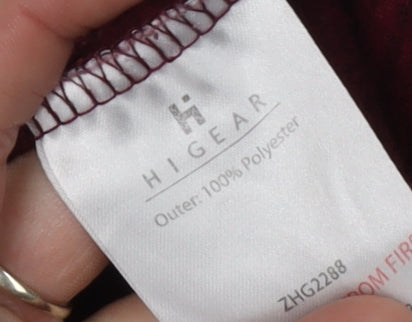 HIGEAR
Outer: 100% Polyester
ZHG2288